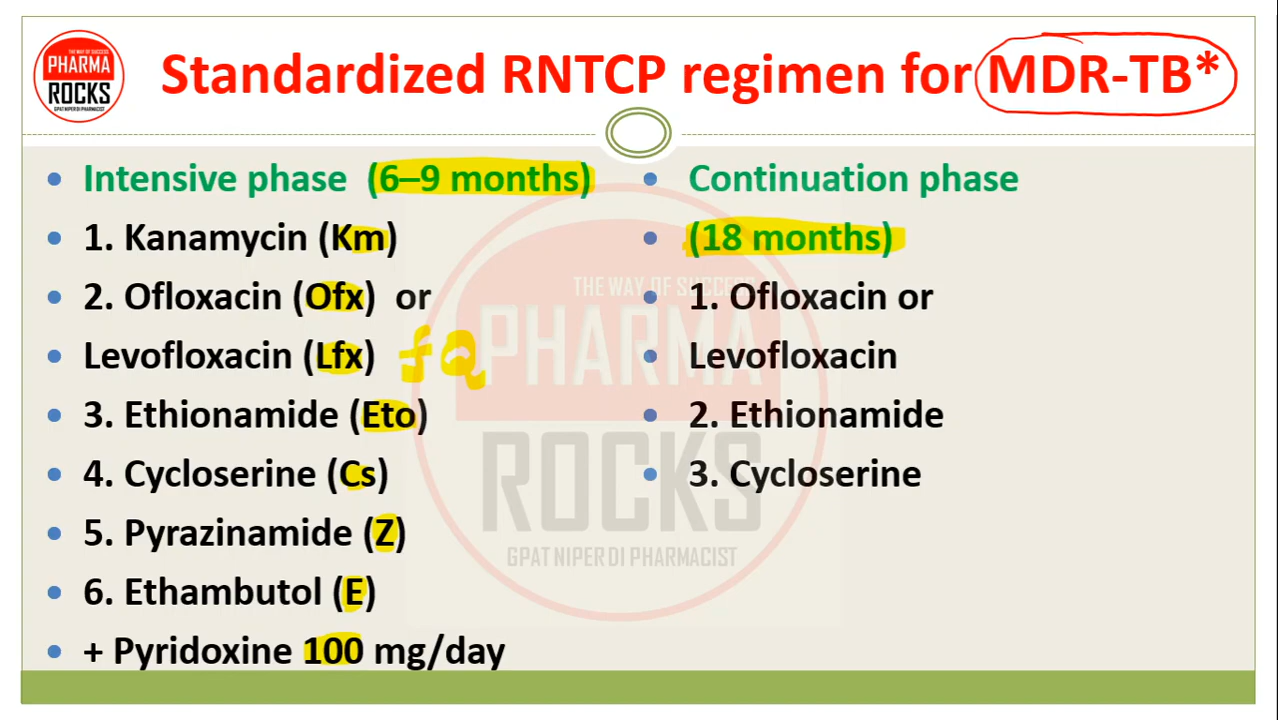 THE WAY OF SUCCESS
PHARMA
ROCKS
GPAT NIPER DI PHARMACIST
Standardized RNTCP regimen for MDR-TB*
• Intensive phase (6–9 months)
• 1. Kanamycin (Km)
• 2. Ofloxacin (Ofx) or
• Levofloxacin (Lfx) fQ
• 3. Ethionamide (Eto)
• 4. Cycloserine (Cs)
• 5. Pyrazinamide (Z)
• 6. Ethambutol (E)
• + Pyridoxine 100 mg/day
• Continuation phase
• (18 months)
• 1. Ofloxacin or
• Levofloxacin
• 2. Ethionamide
• 3. Cycloserine
THE WAY OF SUCCESS
PHARMA
ROCKS
GPAT NIPER DI PHARMACIST